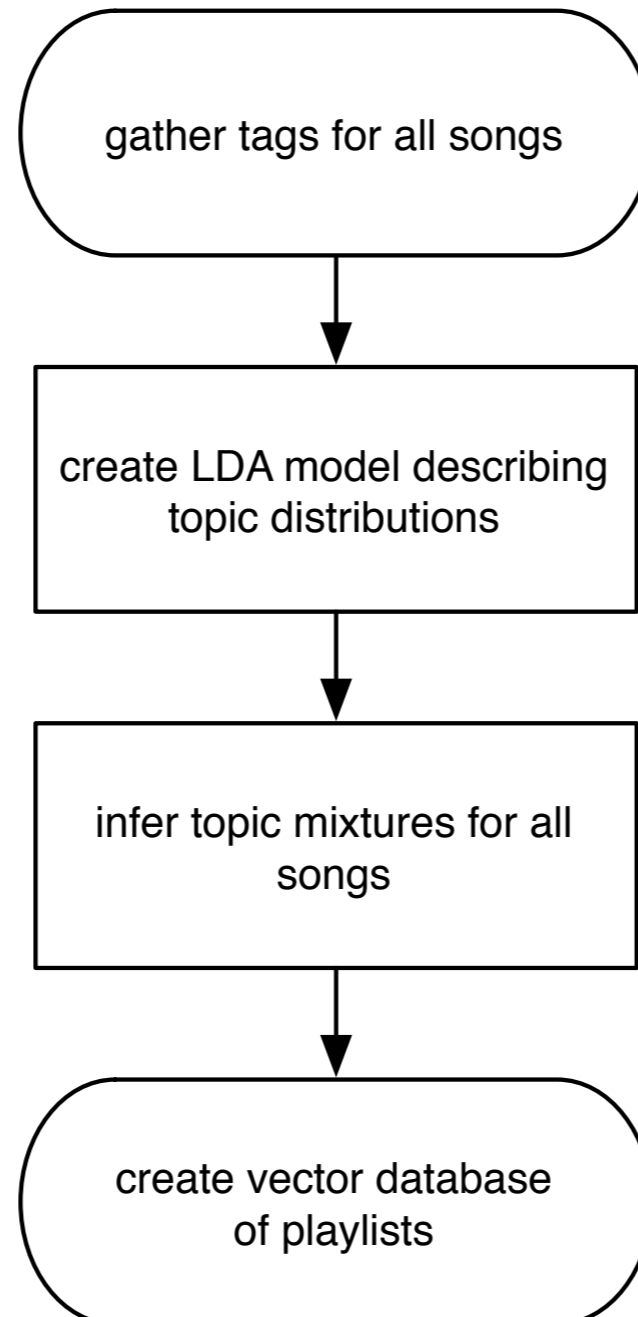 gather tags for all songs
create LDA model describing
topic distributions
infer topic mixtures for all
songs
create vector database
of playlists